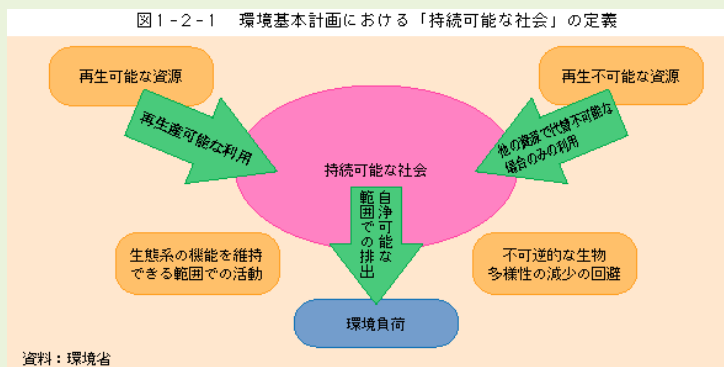 図1-2-1 環境基本計画における「持続可能な社会」の定義
再生可能な資源
再生不可能な資源
再生産可能な利用
他の資源で代替不可能な
場合のみの利用
持続可能な社会
自浄可能な
範囲での排出
生態系の機能を維持
できる範囲での活動
不可逆的な生物
多様性の減少の回避
環境負荷
資料：環境省